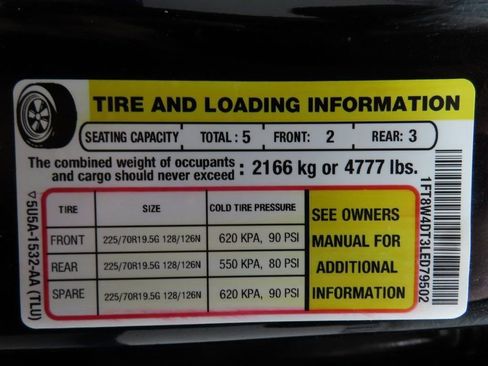 TIRE AND LOADING INFORMATION
SEATING CAPACITY TOTAL : 5 FRONT: 2 REAR: 3
The combined weight of occupants
and cargo should never exceed : 2166 kg or 4777 lbs.
TIRE SIZE COLD TIRE PRESSURE
FRONT 225/70R19.5G 128/126N 620 KPA, 90 PSI
REAR 225/70R19.5G 128/126N 550 KPA, 80 PSI
SPARE 225/70R19.5G 128/126N 620 KPA, 90 PSI
SEE OWNERS
MANUAL FOR
ADDITIONAL
INFORMATION
5U5A-1532-AA (TLU)
1FT8W4DT3LED79502